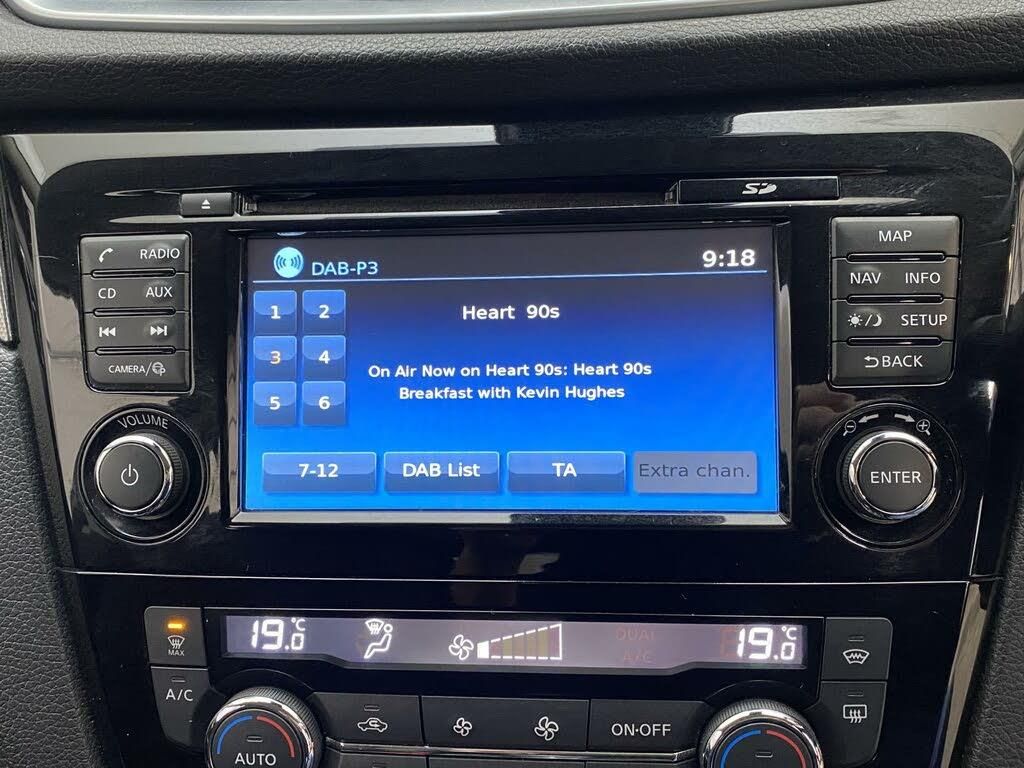 SD
RADIO
CD AUX
CAMERA/
VOLUME
DAB-P3
9:18
1 2
3 4
5 6
Heart 90s
On Air Now on Heart 90s: Heart 90s
Breakfast with Kevin Hughes
7-12 DAB List TA Extra chan.
MAP
NAV INFO
SETUP
BACK
ENTER
MAX
A/C
19.0°C
DUAL
A/C
19.0°C
AUTO
ON·OFF